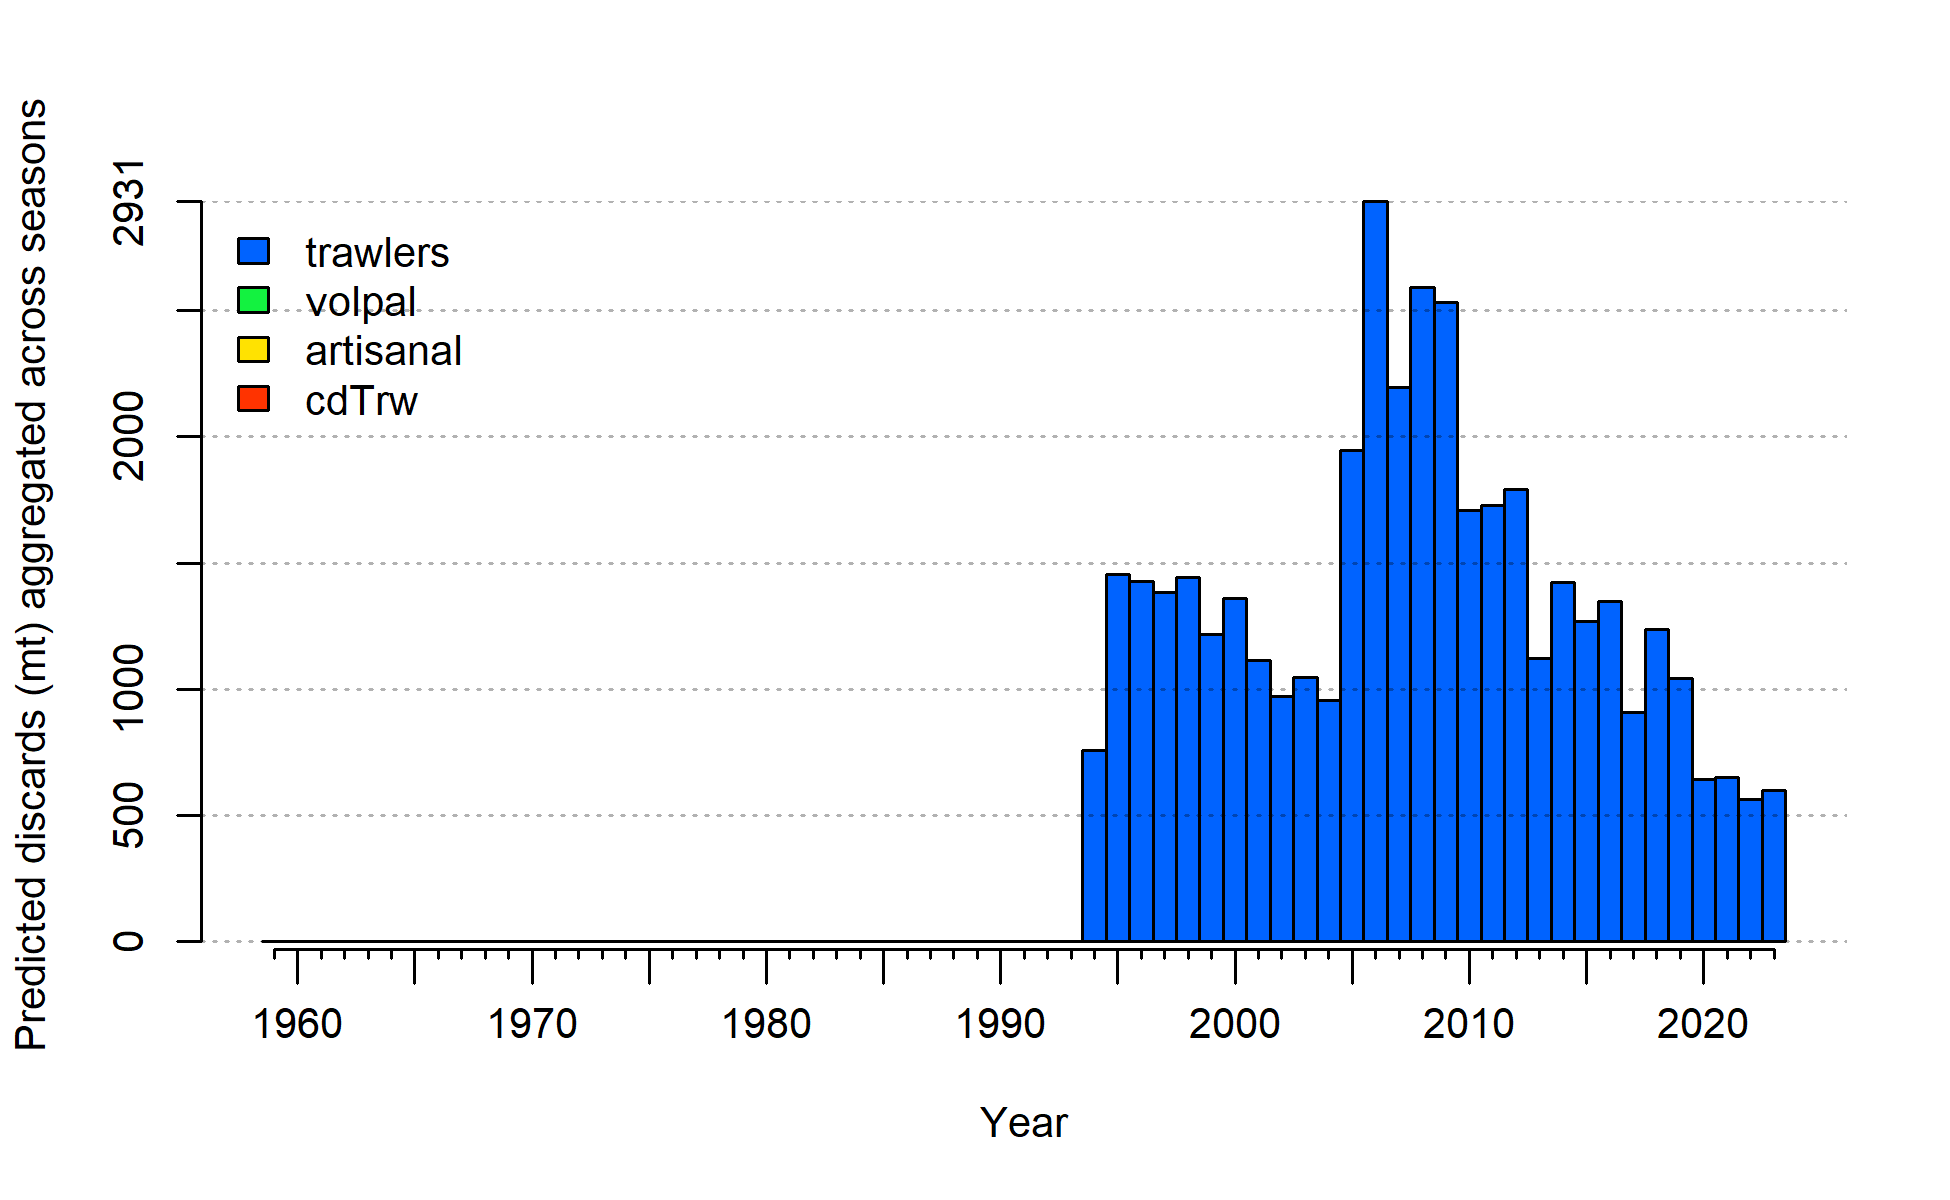 Predicted discards (mt) aggregated across seasons
2931
2000
1000
500
0
trawlers
volpal
artisanal
cdTrw
1960 1970 1980 1990 2000 2010 2020
Year